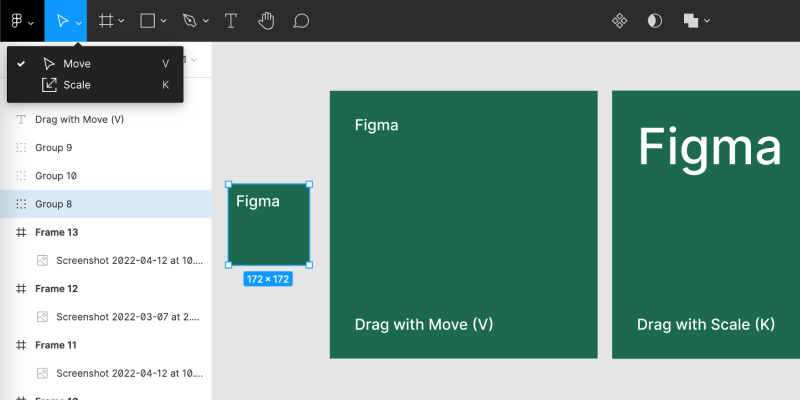 Move V
Scale K
1
Drag with Move (V)
Group 9
Group 10
Group 8
Frame 13
Screenshot 2022-04-12 at 10....
Frame 12
Screenshot 2022-03-07 at 2....
Frame 11
Screenshot 2022-04-12 at 10....
Figma
172 × 172
Figma
Drag with Move (V)
Figma
Drag with Scale (K)